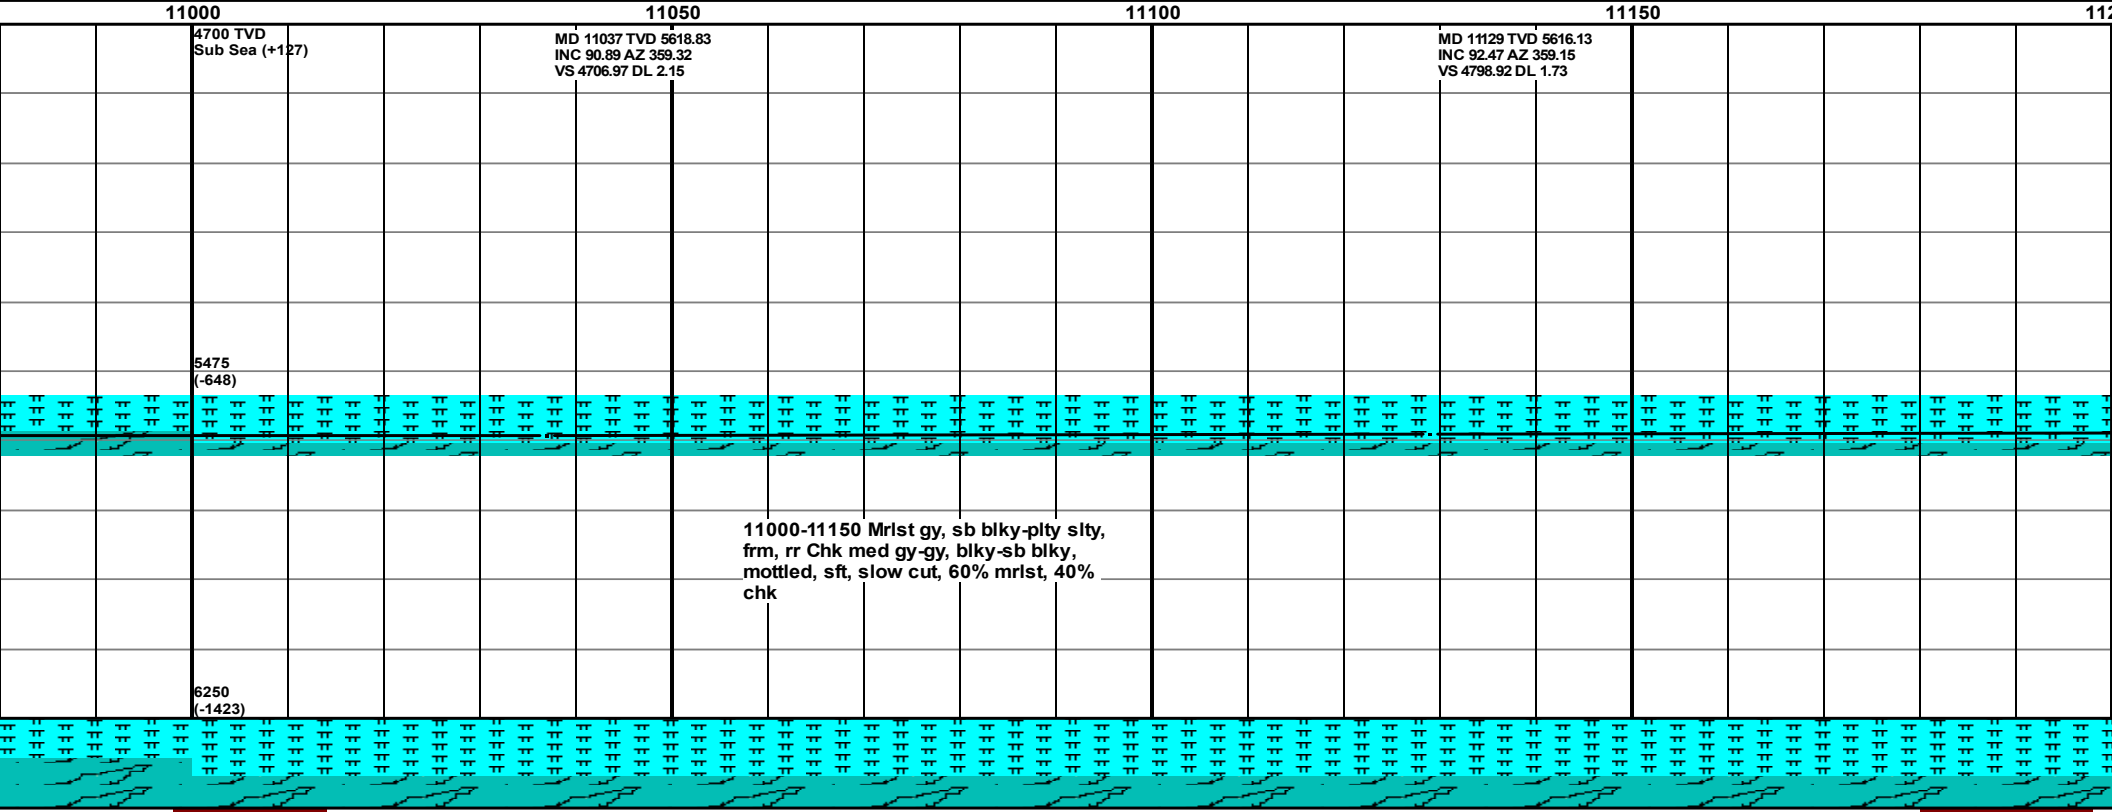 11000 11050 11100 11150 112
4700 TVD
Sub Sea (+127)
MD 11037 TVD 5618.83
INC 90.89 AZ 359.32
VS 4706.97 DL 2.15
MD 11129 TVD 5616.13
INC 92.47 AZ 359.15
VS 4798.92 DL 1.73
5475
(-648)
11000-11150 Mrlst gy, sb blky-plty slty,
frm, rr Chk med gy-gy, blky-sb blky,
mottled, sft, slow cut, 60% mrlst, 40%
chk
6250
(-1423)